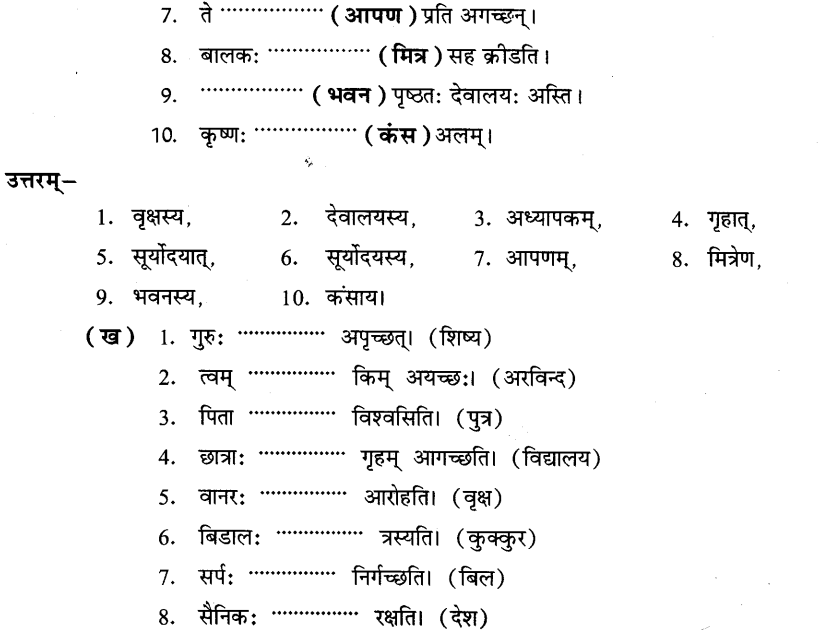 7. ते ................. (आपण) प्रति अगच्छन्।
8. बालकः ................. (मित्र) सह क्रीडति।
9. ................. (भवन) पृष्ठतः देवालयः अस्ति।
10. कृष्णः ................. (कंस) अलम्।
उत्तरम्–
1. वृक्षस्य, 2. देवालयस्य, 3. अध्यापकम्, 4. गृहात्,
5. सूर्योदयात्, 6. सूर्योदयस्य, 7. आपणम्, 8. मित्रेण,
9. भवनस्य, 10. कंसाय।
(ख) 1. गुरुः ............... अपृच्छत्। (शिष्य)
2. त्वम् ............... किम् अयच्छः। (अरविन्द)
3. पिता ............... विश्वसिति। (पुत्र)
4. छात्राः ............... गृहम् आगच्छति। (विद्यालय)
5. वानरः ............... आरोहति। (वृक्ष)
6. बिडालः ............... त्रस्यति। (कुक्कुर)
7. सर्पः ............... निर्गच्छति। (बिल)
8. सैनिकः ............... रक्षति। (देश)